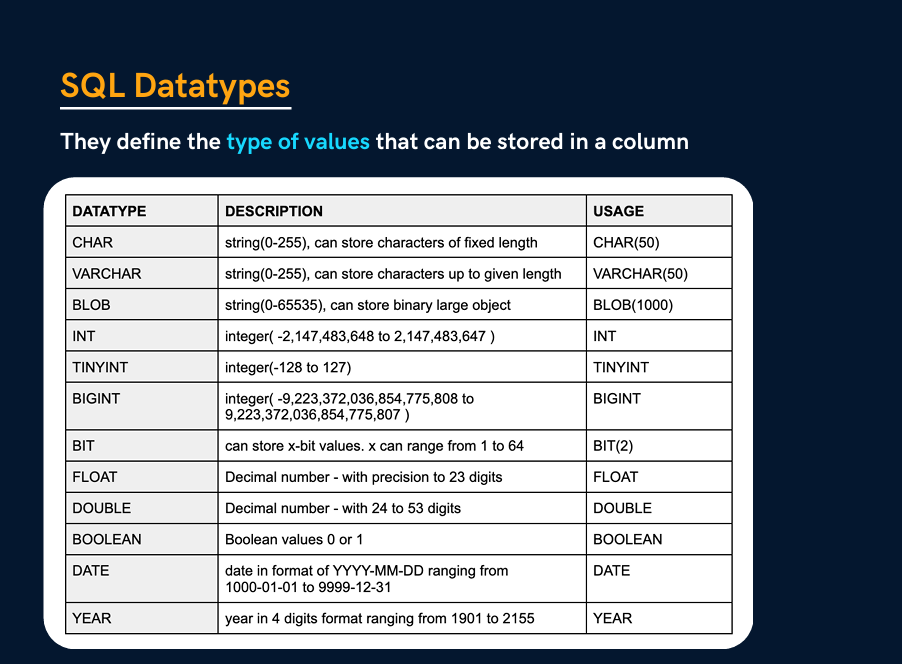 SQL Datatypes
They define the type of values that can be stored in a column
DATATYPE DESCRIPTION USAGE
CHAR string(0-255), can store characters of fixed length CHAR(50)
VARCHAR string(0-255), can store characters up to given length VARCHAR(50)
BLOB string(0-65535), can store binary large object BLOB(1000)
INT integer( -2,147,483,648 to 2,147,483,647 ) INT
TINYINT integer(-128 to 127) TINYINT
BIGINT integer( -9,223,372,036,854,775,808 to BIGINT
9,223,372,036,854,775,807 )
BIT can store x-bit values. x can range from 1 to 64 BIT(2)
FLOAT Decimal number - with precision to 23 digits FLOAT
DOUBLE Decimal number - with 24 to 53 digits DOUBLE
BOOLEAN Boolean values 0 or 1 BOOLEAN
DATE date in format of YYYY-MM-DD ranging from DATE
1000-01-01 to 9999-12-31
YEAR year in 4 digits format ranging from 1901 to 2155 YEAR